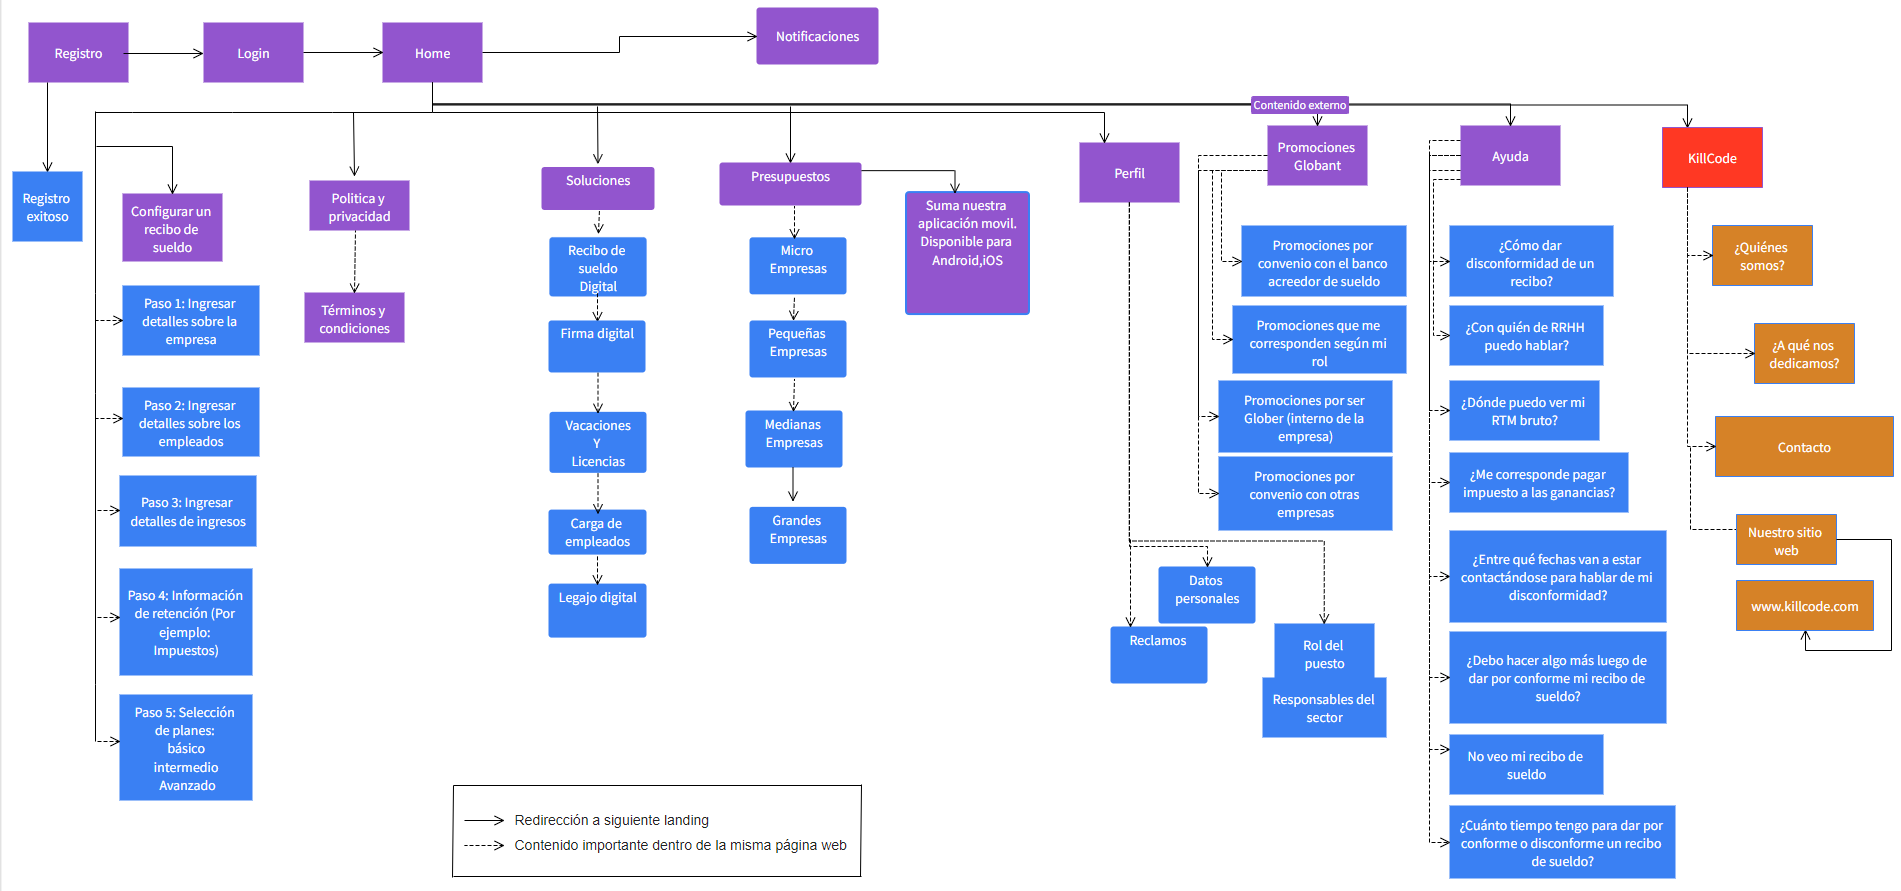 Registro
Login
Home
Notificaciones
Contenido externo
Registro
exitoso
Configurar un
recibo de
sueldo
Paso 1: Ingresar
detalles sobre la
empresa
Paso 2: Ingresar
detalles sobre los
empleados
Paso 3: Ingresar
detalles de ingresos
Paso 4: Información
de retención (Por
ejemplo:
Impuestos)
Paso 5: Selección
de planes:
básico
intermedio
Avanzado
Politica y
privacidad
Términos y
condiciones
Soluciones
Recibo de
sueldo
Digital
Firma digital
Vacaciones
Y
Licencias
Carga de
empleados
Legajo digital
Presupuestos
Micro
Empresas
Pequeñas
Empresas
Medianas
Empresas
Grandes
Empresas
Suma nuestra
aplicación movil.
Disponible para
Android,iOS
Perfil
Datos
personales
Reclamos
Rol del
puesto
Responsables del
sector
Promociones
Globant
Promociones por
convenio con el banco
acreedor de sueldo
Promociones que me
corresponden según mi
rol
Promociones por ser
Glober (interno de la
empresa)
Promociones por
convenio con otras
empresas
Ayuda
¿Cómo dar
disconformidad de un
recibo?
¿Con quién de RRHH
puedo hablar?
¿Dónde puedo ver mi
RTM bruto?
¿Me corresponde pagar
impuesto a las ganancias?
¿Entre qué fechas van a estar
contactándose para hablar de mi
disconformidad?
¿Debo hacer algo más luego de
dar por conforme mi recibo de
sueldo?
No veo mi recibo de
sueldo
¿Cuánto tiempo tengo para dar por
conforme o disconforme un recibo
de sueldo?
KillCode
¿Quiénes
somos?
¿A qué nos
dedicamos?
Contacto
Nuestro sitio
web
www.killcode.com
Redirección a siguiente landing
Contenido importante dentro de la misma página web